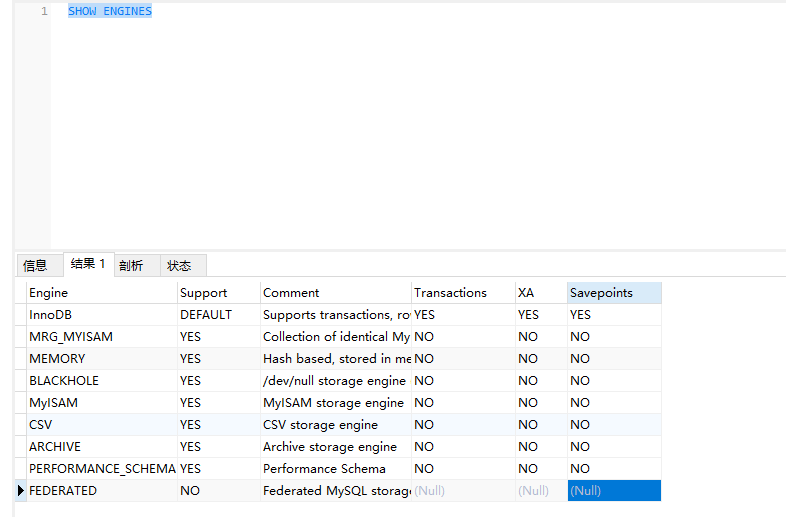 1 SHOW ENGINES
信息 结果 1 剖析 状态
Engine Support Comment Transactions XA Savepoints
InnoDB DEFAULT Supports transactions, ro YES YES YES
MRG_MYISAM YES Collection of identical My NO NO NO
MEMORY YES Hash based, stored in me NO NO NO
BLACKHOLE YES /dev/null storage engine NO NO NO
MyISAM YES MyISAM storage engine NO NO NO
CSV YES CSV storage engine NO NO NO
ARCHIVE YES Archive storage engine NO NO NO
PERFORMANCE_SCHEMA YES Performance Schema NO NO NO
FEDERATED NO Federated MySQL storag (Null) (Null) (Null)